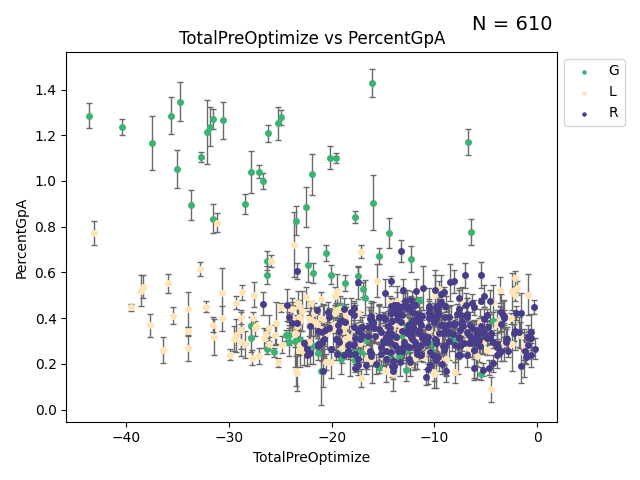 N = 610
TotalPreOptimize vs PercentGpA
G
L
R
PercentGpA
1.4
1.2
1.0
0.8
0.6
0.4
0.2
0.0
−40 −30 −20 −10 0
TotalPreOptimize